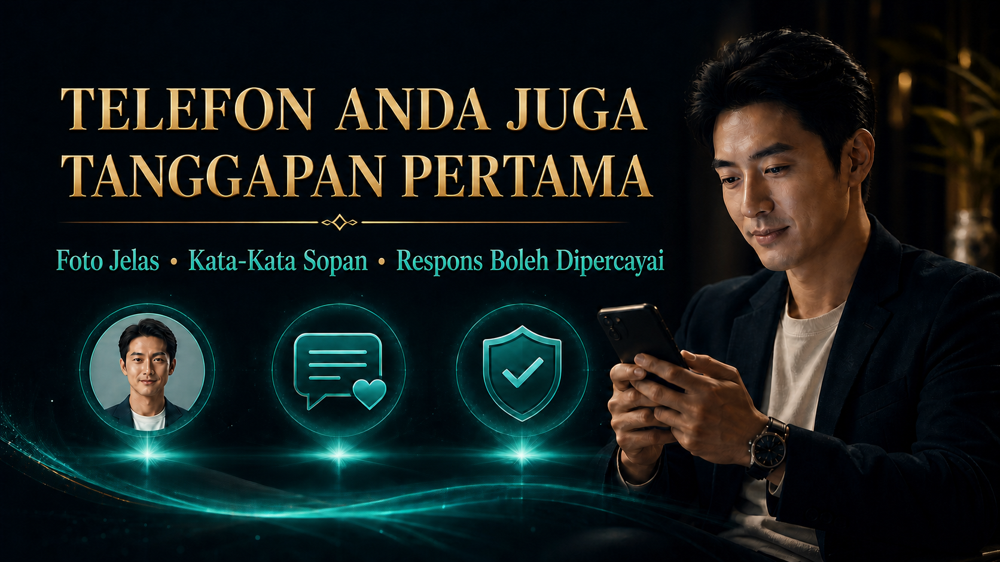 TELEFON ANDA JUGA
TANGGAPAN PERTAMA
Foto Jelas • Kata-Kata Sopan • Respons Boleh Dipercayai